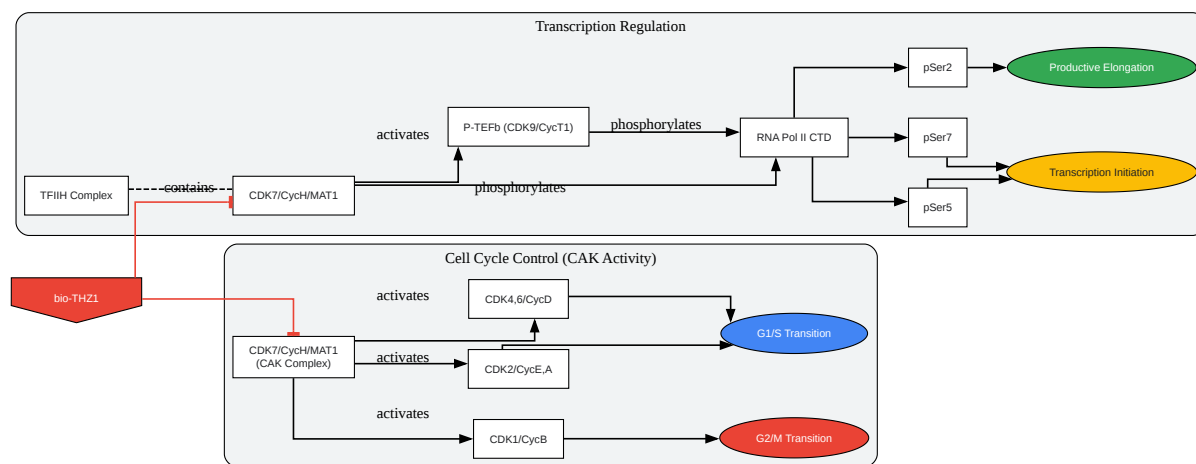 Transcription Regulation
pSer2
Productive Elongation
activates
P-TEFb (CDK9/CycT1)
phosphorylates
RNA Pol II CTD
pSer7
TFIIH Complex
contains
CDK7/CycH/MAT1
phosphorylates
Transcription Initiation
pSer5
Cell Cycle Control (CAK Activity)
bio-THZ1
activates
CDK4,6/CycD
G1/S Transition
CDK7/CycH/MAT1
(CAK Complex)
activates
CDK2/CycE,A
activates
CDK1/CycB
G2/M Transition